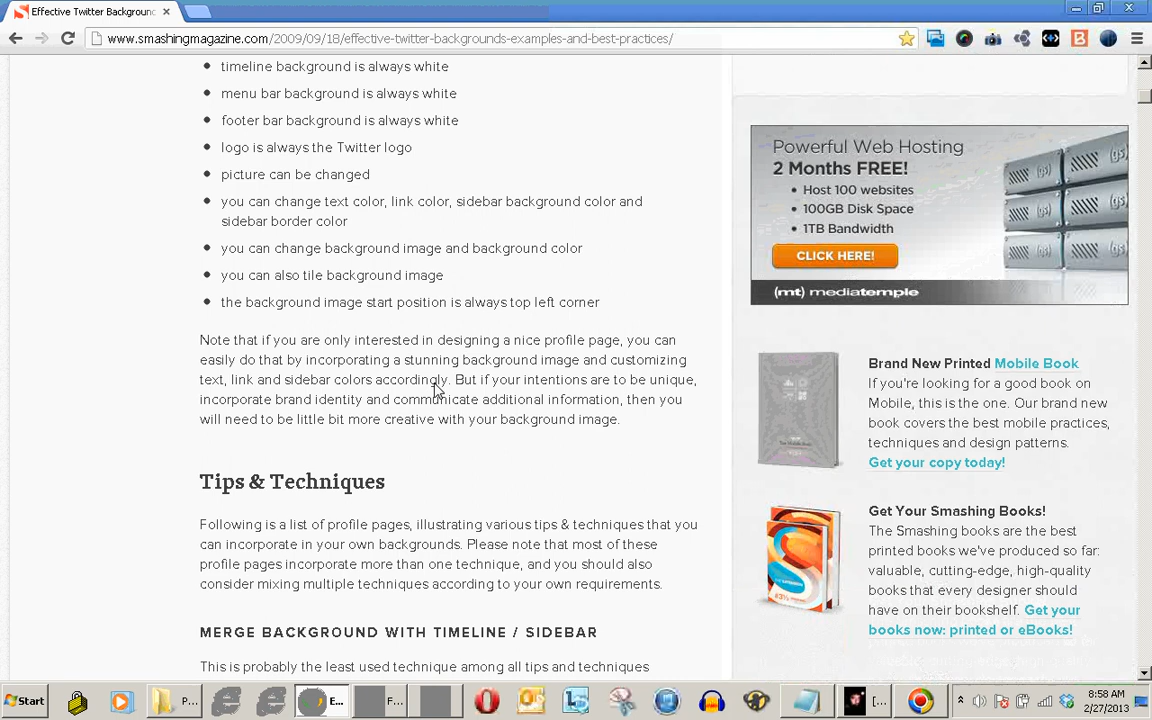 Effective Twitter Background
www.smashingmagazine.com/2009/09/18/effective-twitter-backgrounds-examples-and-best-practices/
timeline background is always white
menu bar background is always white
footer bar background is always white
logo is always the Twitter logo
picture can be changed
you can change text color, link color, sidebar background color and
sidebar border color
you can change background image and background color
you can also tile background image
the background image start position is always top left corner
Note that if you are only interested in designing a nice profile page, you can
easily do that by incorporating a stunning background image and customizing
text, link and sidebar colors accordingly. But if your intentions are to be unique,
incorporate brand identity and communicate additional information, then you
will need to be little bit more creative with your background image.
Tips & Techniques
Following is a list of profile pages, illustrating various tips & techniques that you
can incorporate in your own backgrounds. Please note that most of these
profile pages incorporate more than one technique, and you should also
consider mixing multiple techniques according to your own requirements.
MERGE BACKGROUND WITH TIMELINE / SIDEBAR
This is probably the least used technique among all tips and techniques
Powerful Web Hosting
2 Months FREE!
Host 100 websites
100GB Disk Space
1TB Bandwidth
CLICK HERE!
(mt) mediatemple
Brand New Printed Mobile Book
If you're looking for a good book on
Mobile, this is the one. Our brand new
book covers the best mobile practices,
techniques and design patterns.
Get your copy today!
Get Your Smashing Books!
The Smashing books are the best
printed books we've produced so far:
valuable, cutting-edge, high-quality
books that every designer should
have on their bookshelf. Get your
books now: printed or eBooks!
Start
P...
E...
F...
[...
8:58 AM
2/27/2013